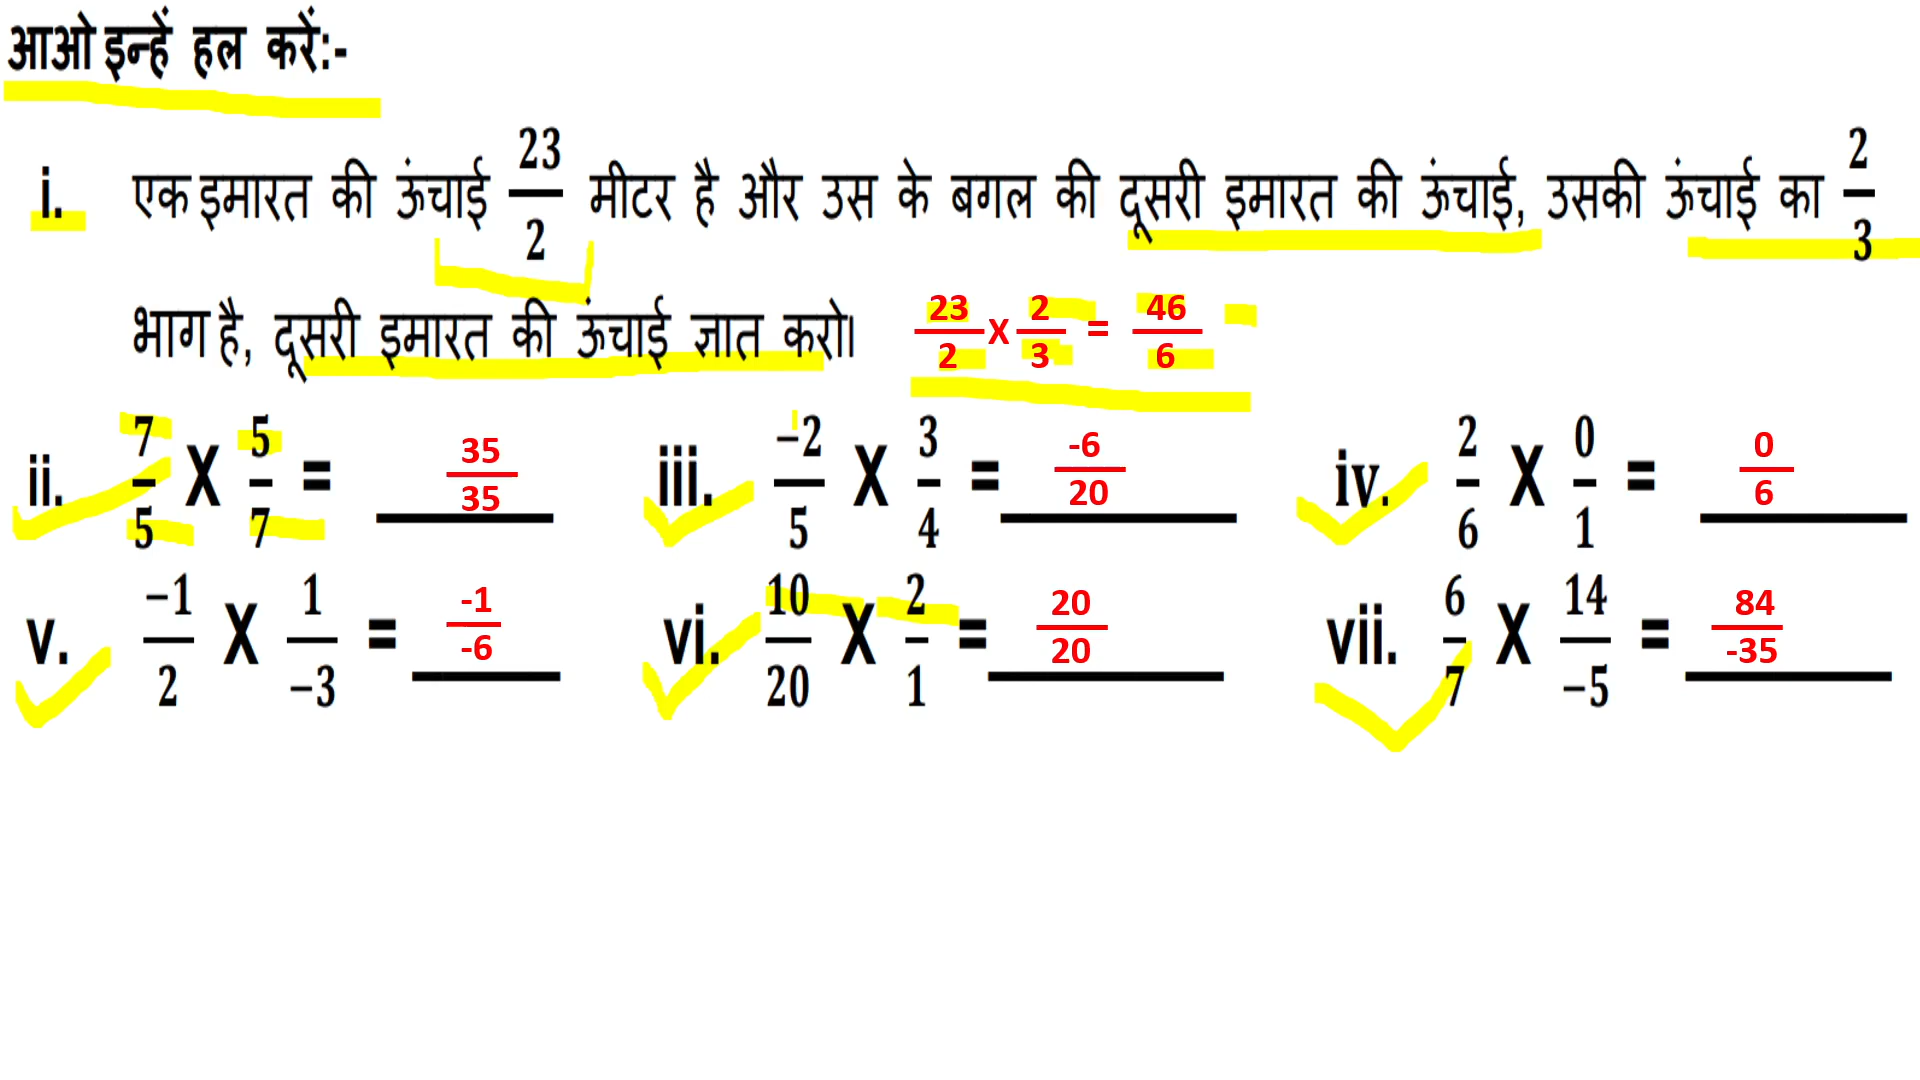 आओ इन्हें हल करें:-
i. एक इमारत की ऊंचाई 23/2 मीटर है और उस के बगल की दूसरी इमारत की ऊंचाई, उसकी ऊंचाई का 2/3
भाग है, दूसरी इमारत की ऊंचाई ज्ञात करो। 23/2 x 2/3 = 46/6
ii. 7/5 X 5/7 = 35/35 iii. −2/5 X 3/4 = -6/20 iv. 2/6 X 0/1 = 0/6
v. −1/2 X 1/−3 = -1/-6 vi. 10/20 X 2/1 = 20/20 vii. 6/7 X 14/−5 = 84/-35